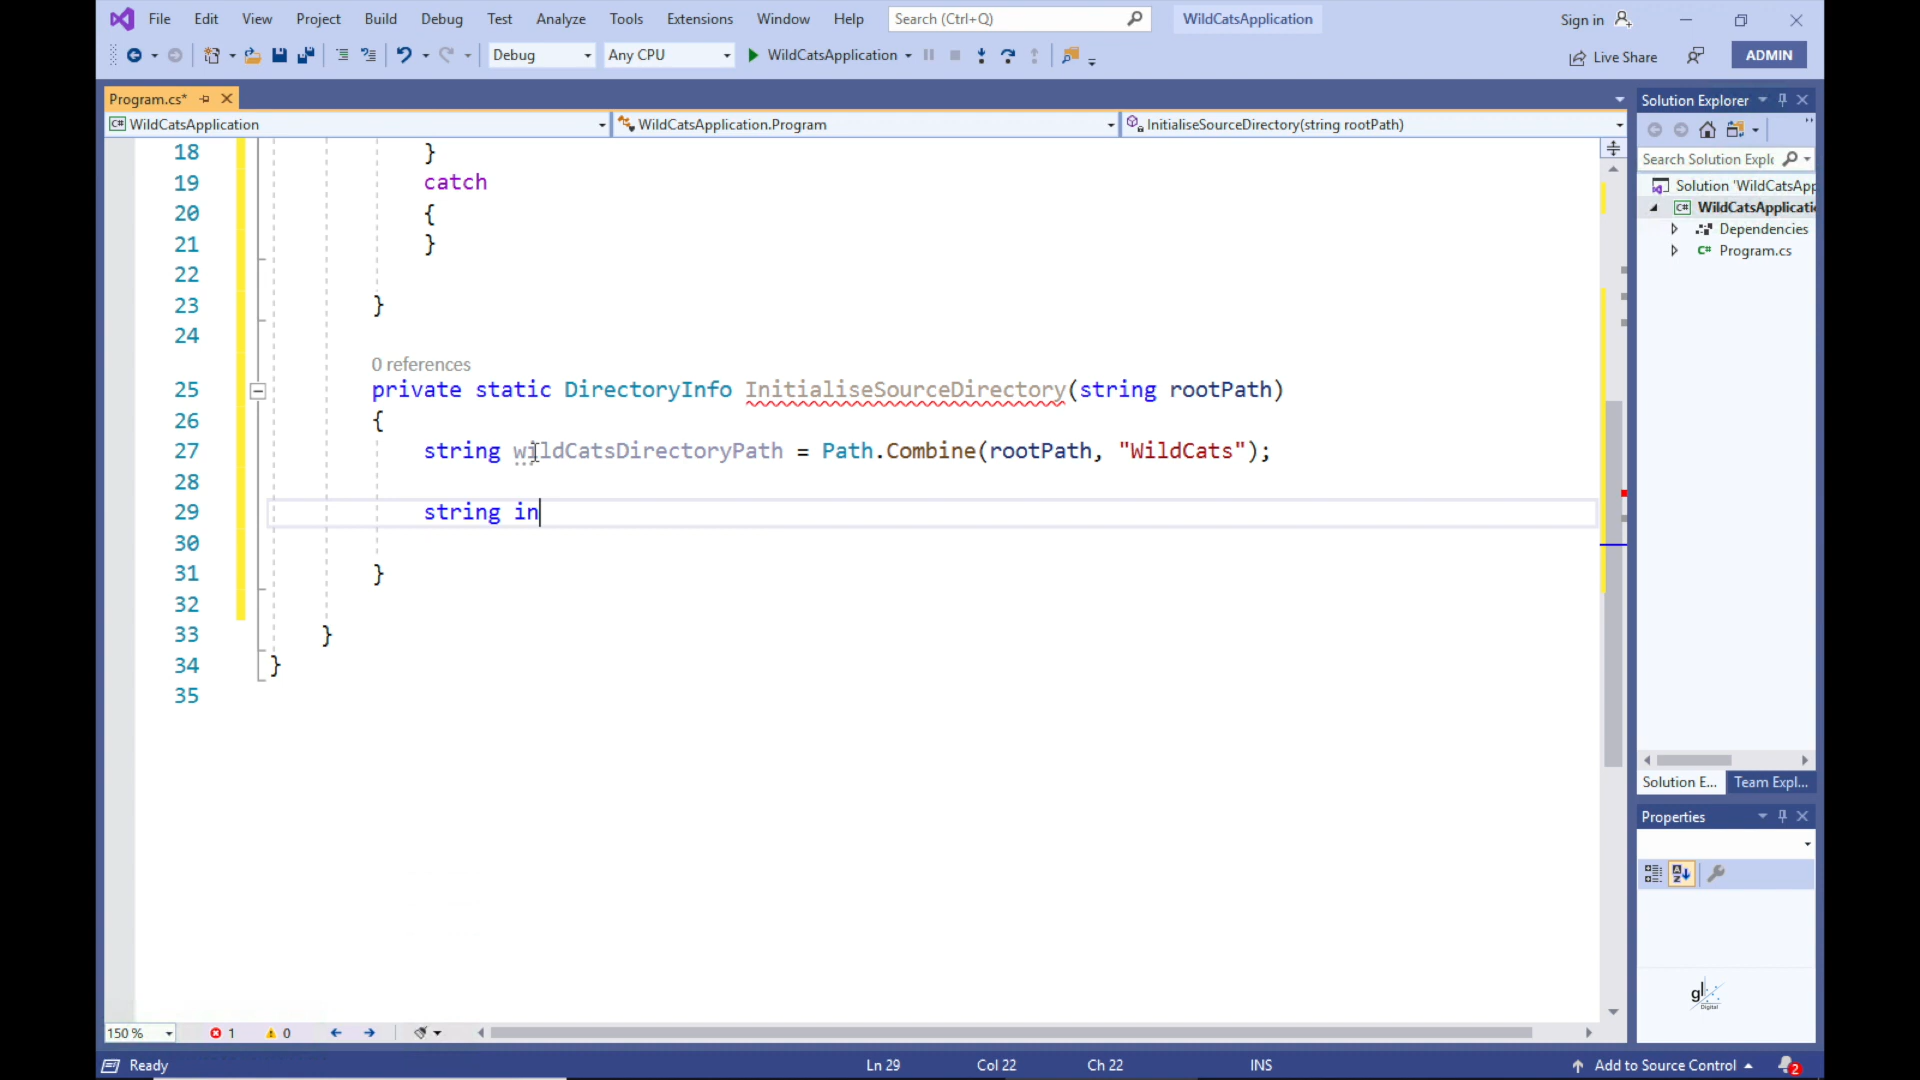 File Edit View Project Build Debug Test Analyze Tools Extensions Window Help Search (Ctrl+Q) WildCatsApplication Sign in
Debug Any CPU WildCatsApplication Live Share ADMIN
Program.cs*
WildCatsApplication WildCatsApplication.Program InitialiseSourceDirectory(string rootPath)
Solution Explorer
Search Solution Explo
Solution 'WildCatsApp
WildCatsApplicati
Dependencies
Program.cs
18 }
19 catch
20 {
21 }
22
23 }
24
0 references
25 private static DirectoryInfo InitialiseSourceDirectory(string rootPath)
26 {
27 string wildCatsDirectoryPath = Path.Combine(rootPath, "WildCats");
28
29 string in
30
31 }
32
33 }
34 }
35
Solution E... Team Expl...
Properties
gl
Digital
150 % 1 0
Ready Ln 29 Col 22 Ch 22 INS Add to Source Control 2